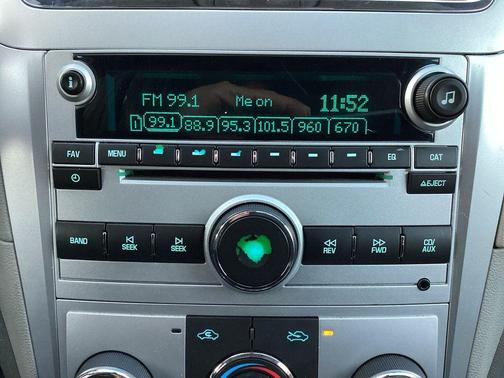 FM 99.1 Me on 11:52
1 99.1 88.9 95.3 101.5 960 670
FAV MENU EQ CAT
EJECT
BAND SEEK SEEK REV FWD CD/
AUX